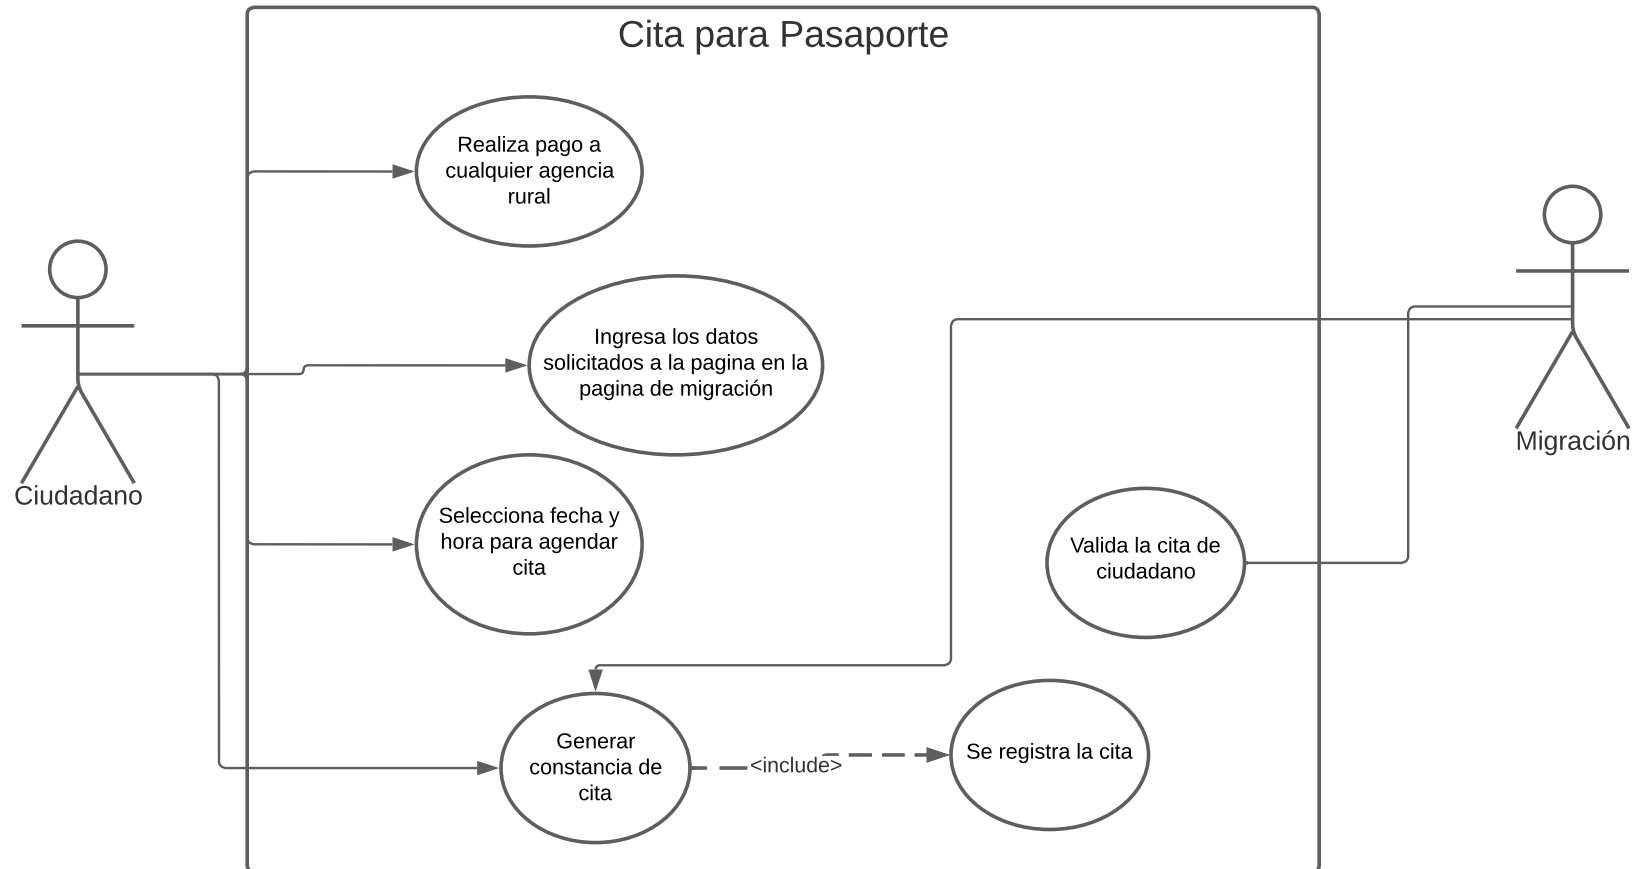 Cita para Pasaporte
Realiza pago a
cualquier agencia
rural
Ingresa los datos
solicitados a la pagina en la
pagina de migración
Migración
Ciudadano
Selecciona fecha y
hora para agendar
cita
Valida la cita de
ciudadano
Generar
constancia de
cita
<include>
Se registra la cita